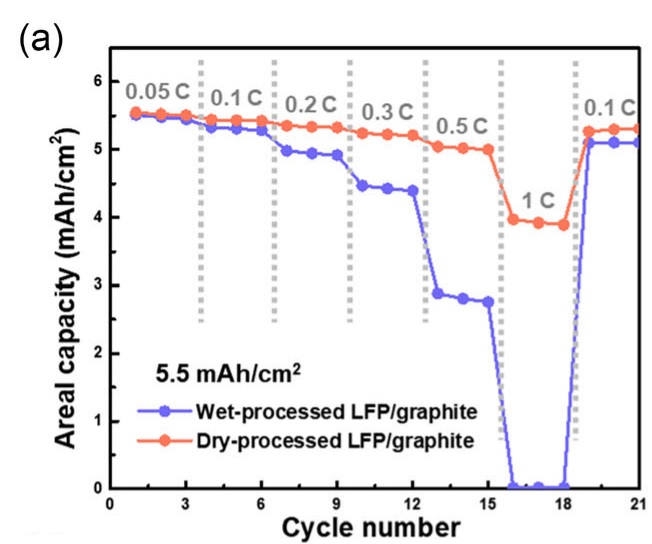 (a)
Areal capacity (mAh/cm²)
6
5
4
3
2
1
0
0.05 C
0.1 C
0.2 C
0.3 C
0.5 C
1 C
0.1 C
5.5 mAh/cm²
Wet-processed LFP/graphite
Dry-processed LFP/graphite
0 3 6 9 12 15 18 21
Cycle number